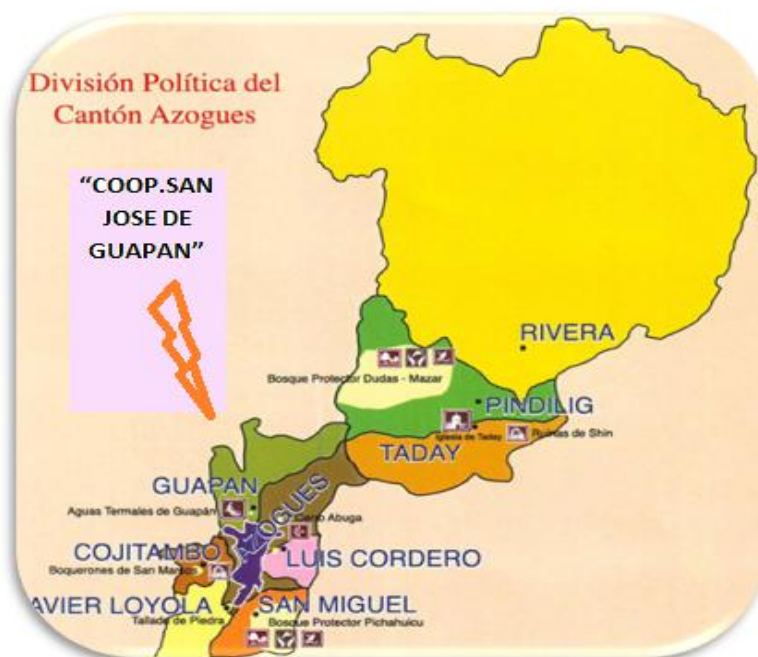 División Política del
Cantón Azogues
“COOP.SAN
JOSE DE
GUAPAN”
RIVERA
Bosque Protector Dudas - Mazar
PINDILIG
Iglesia de Taday
Ruinas de Shin
TADAY
GUAPAN
AZOGUES
Aguas Termales de Guapán
Cerro Abuga
COJITAMBO
LUIS CORDERO
Boquerones de San Marcos
AVIER LOYOLA
SAN MIGUEL
Tallado de Piedra
Bosque Protector Pichahuicu